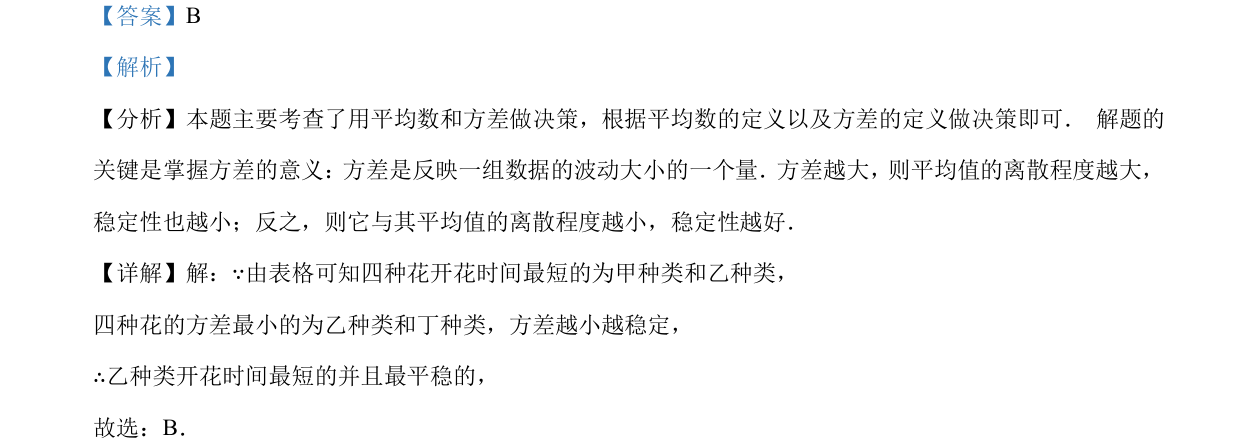 【答案】B
【解析】
【分析】本题主要考查了用平均数和方差做决策，根据平均数的定义以及方差的定义做决策即可． 解题的
关键是掌握方差的意义：方差是反映一组数据的波动大小的一个量．方差越大，则平均值的离散程度越大，
稳定性也越小；反之，则它与其平均值的离散程度越小，稳定性越好．
【详解】解：∵由表格可知四种花开花时间最短的为甲种类和乙种类，
四种花的方差最小的为乙种类和丁种类，方差越小越稳定，
∴乙种类开花时间最短的并且最平稳的，
故选：B．